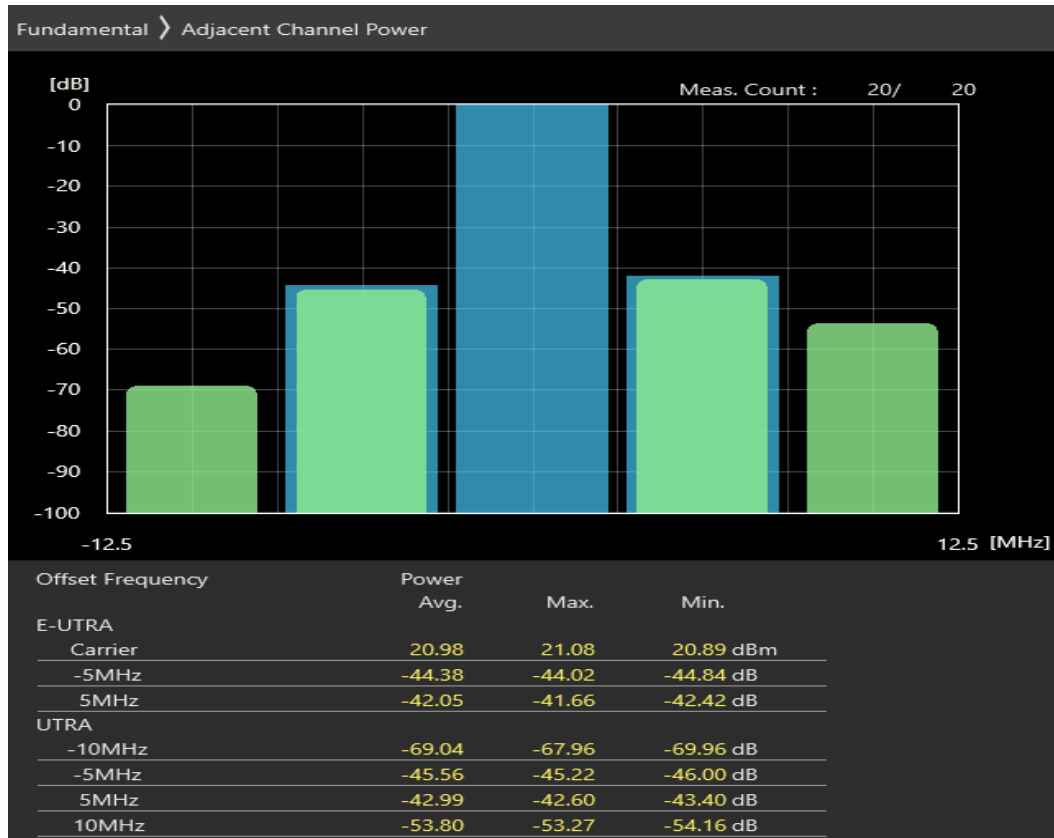 Fundamental ❭ Adjacent Channel Power
[dB]
Meas. Count : 20/ 20
0
-10
-20
-30
-40
-50
-60
-70
-80
-90
-100
-12.5 12.5 [MHz]
Offset Frequency Power
Avg. Max. Min.
E-UTRA
Carrier 20.98 21.08 20.89 dBm
-5MHz -44.38 -44.02 -44.84 dB
5MHz -42.05 -41.66 -42.42 dB
UTRA
-10MHz -69.04 -67.96 -69.96 dB
-5MHz -45.56 -45.22 -46.00 dB
5MHz -42.99 -42.60 -43.40 dB
10MHz -53.80 -53.27 -54.16 dB